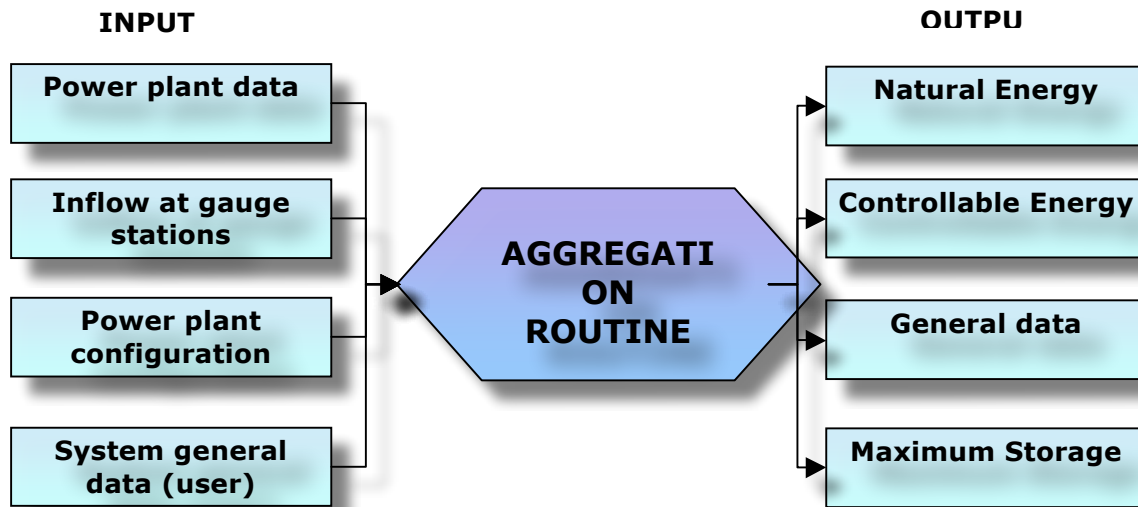 INPUT
OUTPU
Power plant data
Inflow at gauge
stations
Power plant
configuration
System general
data (user)
AGGREGATI
ON
ROUTINE
Natural Energy
Controllable Energy
General data
Maximum Storage